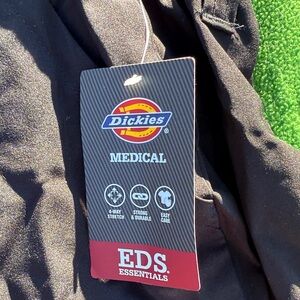 Dickies®
MEDICAL
4-WAY STRETCH
STRONG & DURABLE
EASY CARE
EDS.
ESSENTIALS